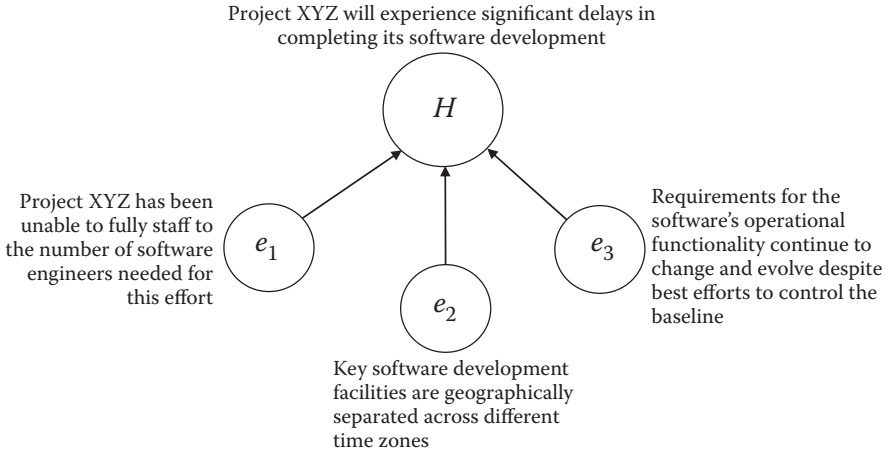 Project XYZ will experience significant delays in
completing its software development
H
Project XYZ has been
unable to fully staff to
the number of software
engineers needed for
this effort
e1
e2
Key software development
facilities are geographically
separated across different
time zones
e3
Requirements for the
software’s operational
functionality continue to
change and evolve despite
best efforts to control the
baseline